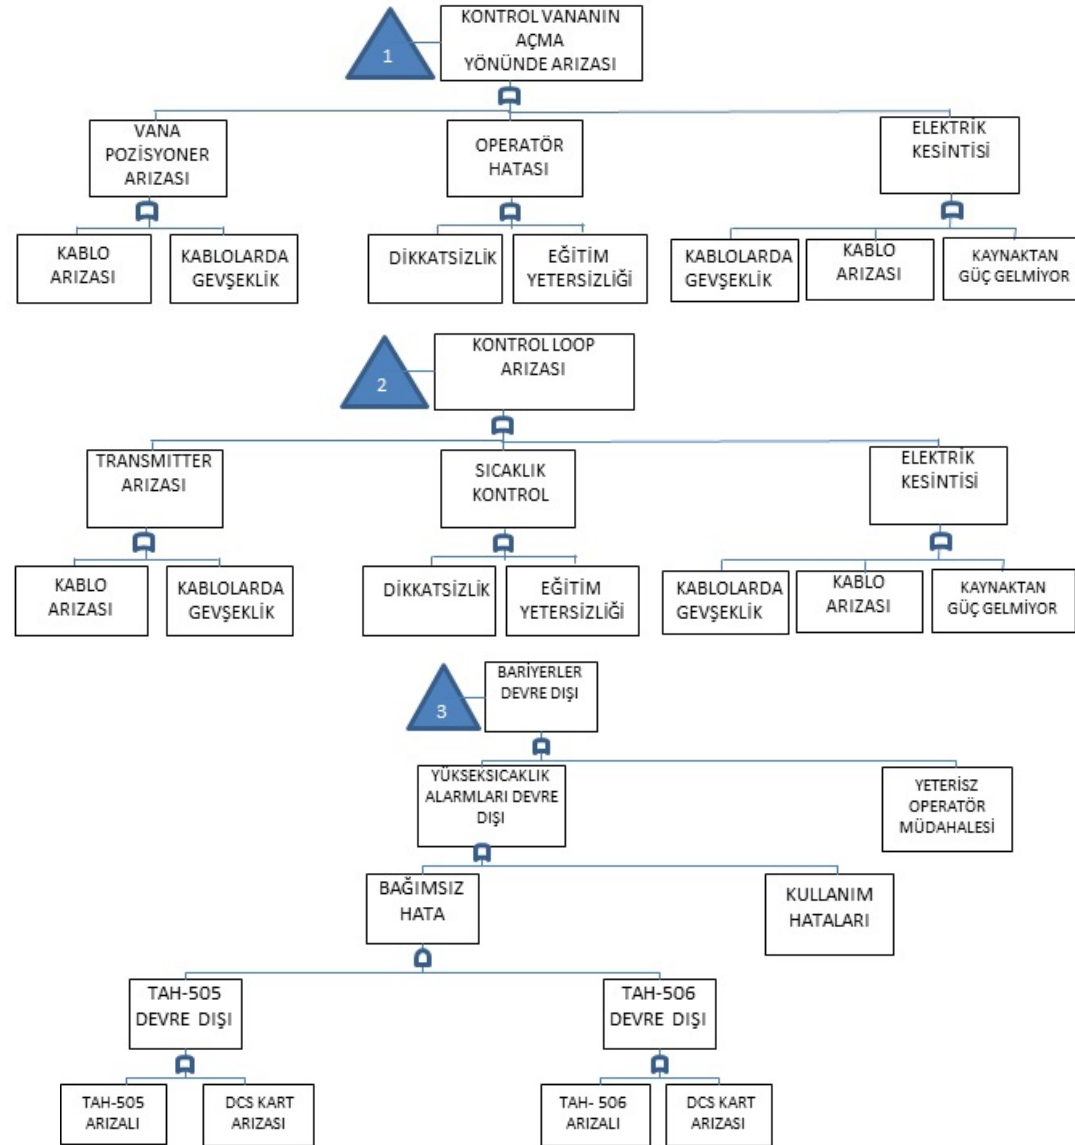 1
KONTROL VANANIN
AÇMA
YÖNÜNDE ARIZASI
VANA
POZİSYONER
ARIZASI
OPERATÖR
HATASI
ELEKTRİK
KESİNTİSİ
KABLO
ARIZASI
KABLOLARDA
GEVŞEKLİK
DİKKATSİZLİK
EĞİTİM
YETERSİZLİĞİ
KABLOLARDA
GEVŞEKLİK
KABLO
ARIZASI
KAYNAKTAN
GÜÇ GELMİYOR
2
KONTROL LOOP
ARIZASI
TRANSMITTER
ARIZASI
SICAKLIK
KONTROL
ELEKTRİK
KESİNTİSİ
KABLO
ARIZASI
KABLOLARDA
GEVŞEKLİK
DİKKATSİZLİK
EĞİTİM
YETERSİZLİĞİ
KABLOLARDA
GEVŞEKLİK
KABLO
ARIZASI
KAYNAKTAN
GÜÇ GELMİYOR
3
BARİYERLER
DEVRE DIŞI
YÜKSEKSICAKLIK
ALARMLARI DEVRE
DIŞI
YETERİSZ
OPERATÖR
MÜDAHALESİ
BAĞIMSIZ
HATA
KULLANIM
HATALARI
TAH-505
DEVRE DIŞI
TAH-506
DEVRE DIŞI
TAH-505
ARIZALI
DCS KART
ARIZASI
TAH- 506
ARIZALI
DCS KART
ARIZASI